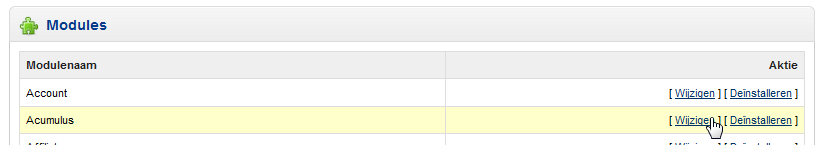 Modules
Modulenaam Aktie
Account [ Wijzigen ] [ Deïnstalleren ]
Acumulus [ Wijzigen ] [ Deïnstalleren ]